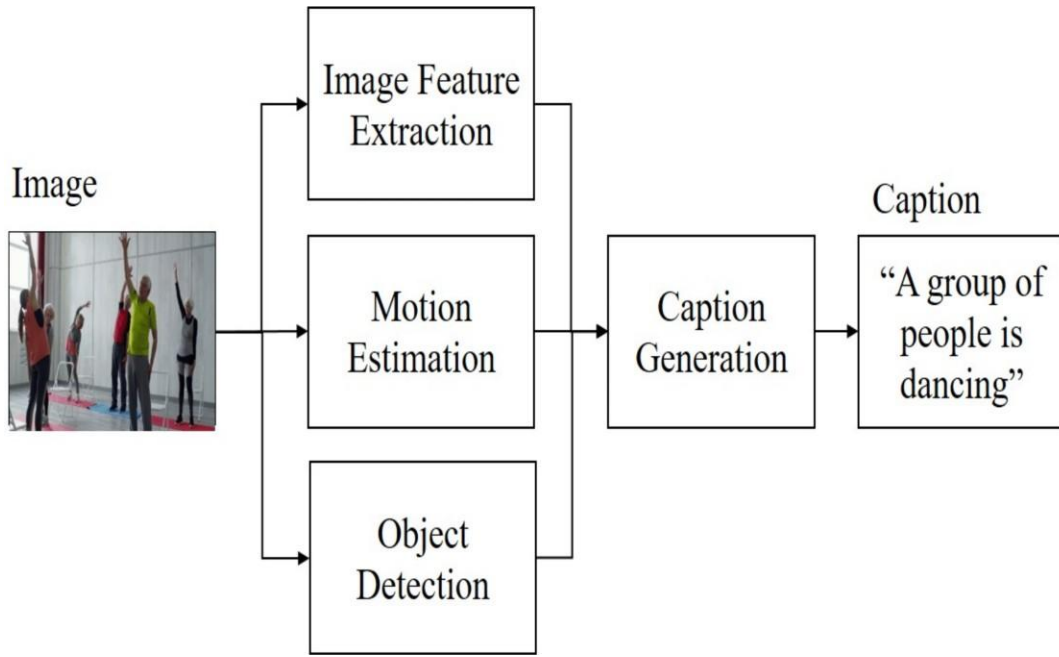 Image Feature
Extraction
Image
Motion
Estimation
Object
Detection
Caption
Generation
Caption
“A group of
people is
dancing”